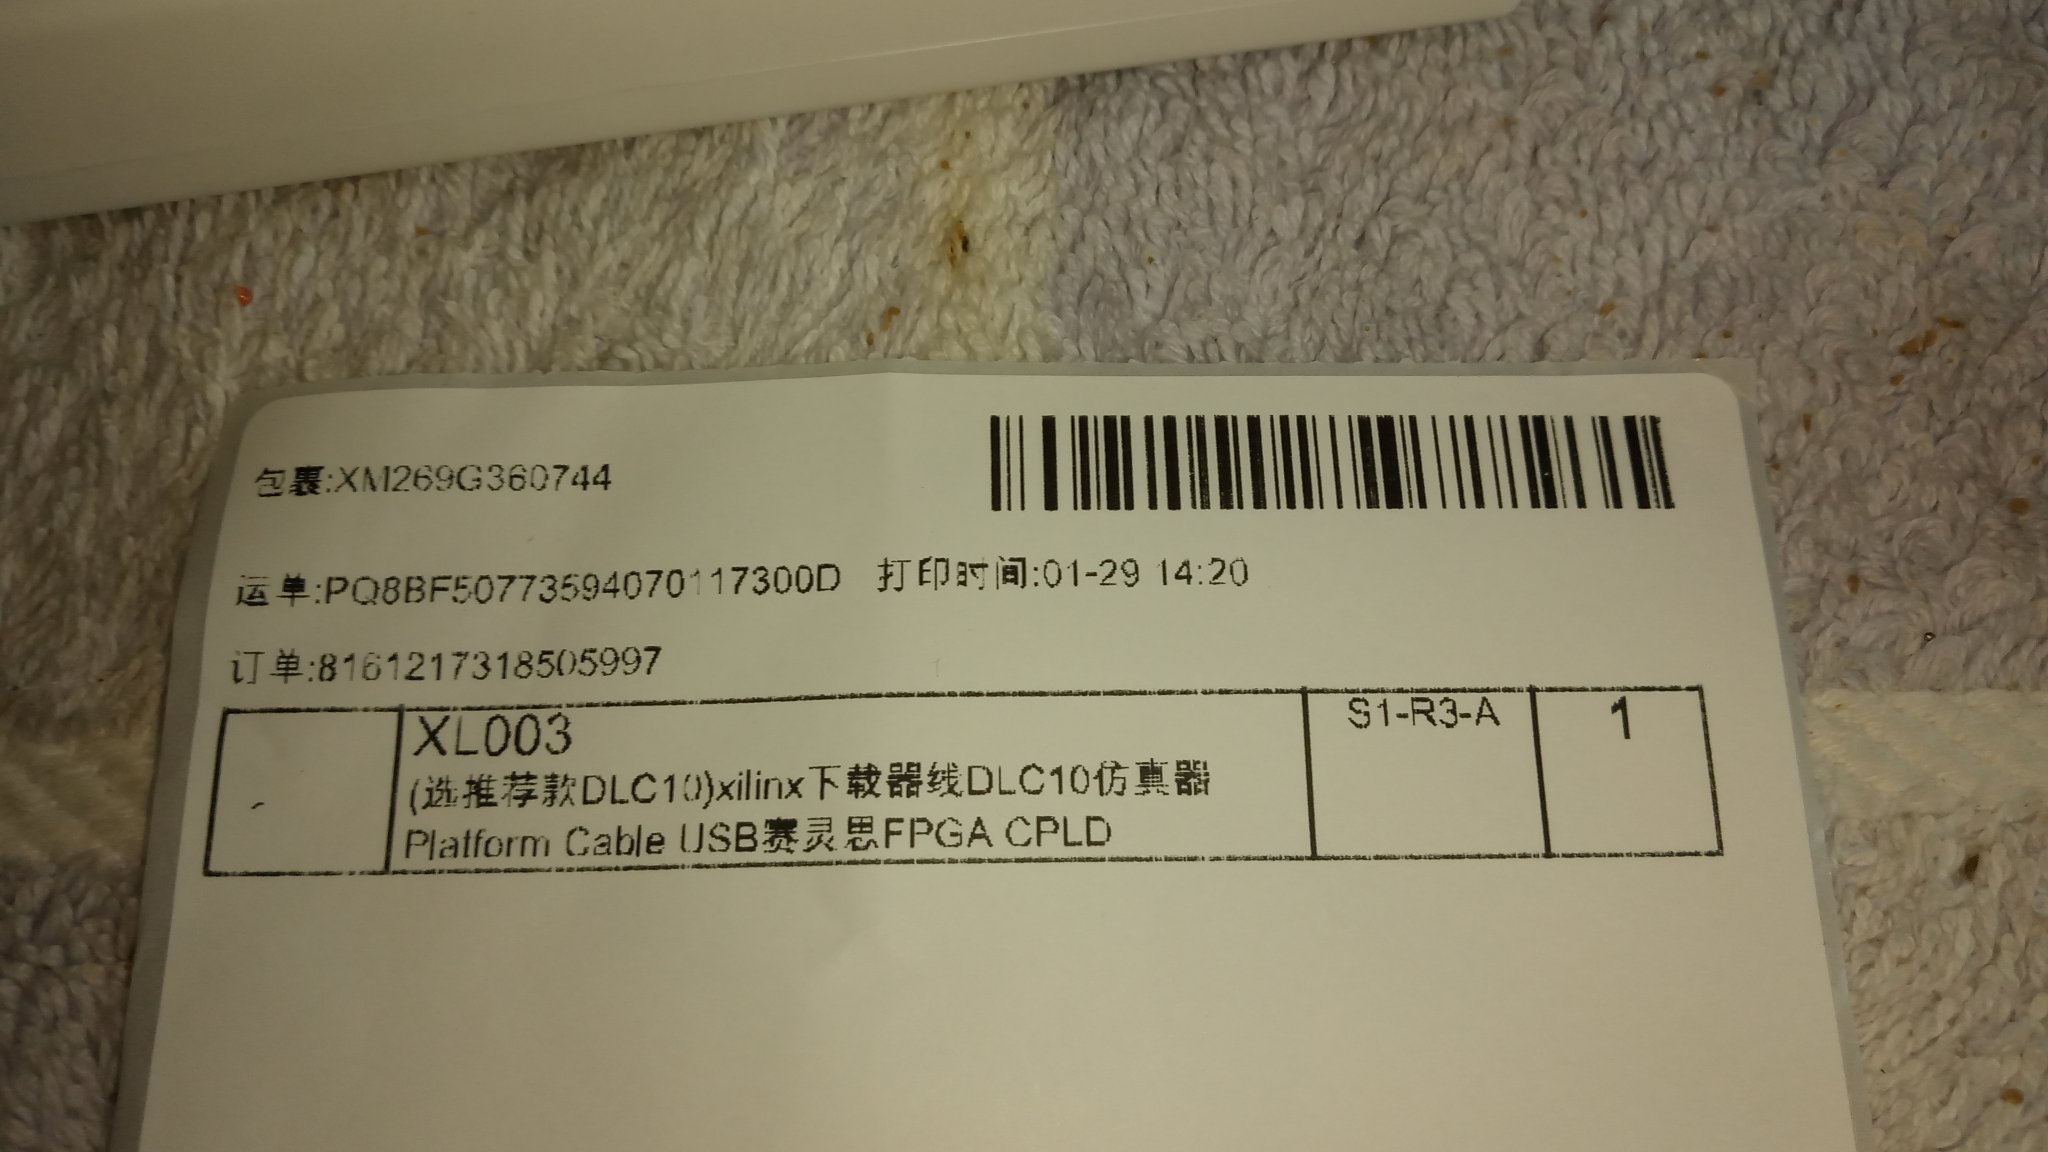 包裹:XM269G360744
运单:PQ8BF50773594070117300D 打印时间:01-29 14:20
订单:8161217318505997
XL003 S1-R3-A 1
(选推荐款DLC10)xilinx下载器线DLC10仿真器
Platform Cable USB赛灵思FPGA CPLD